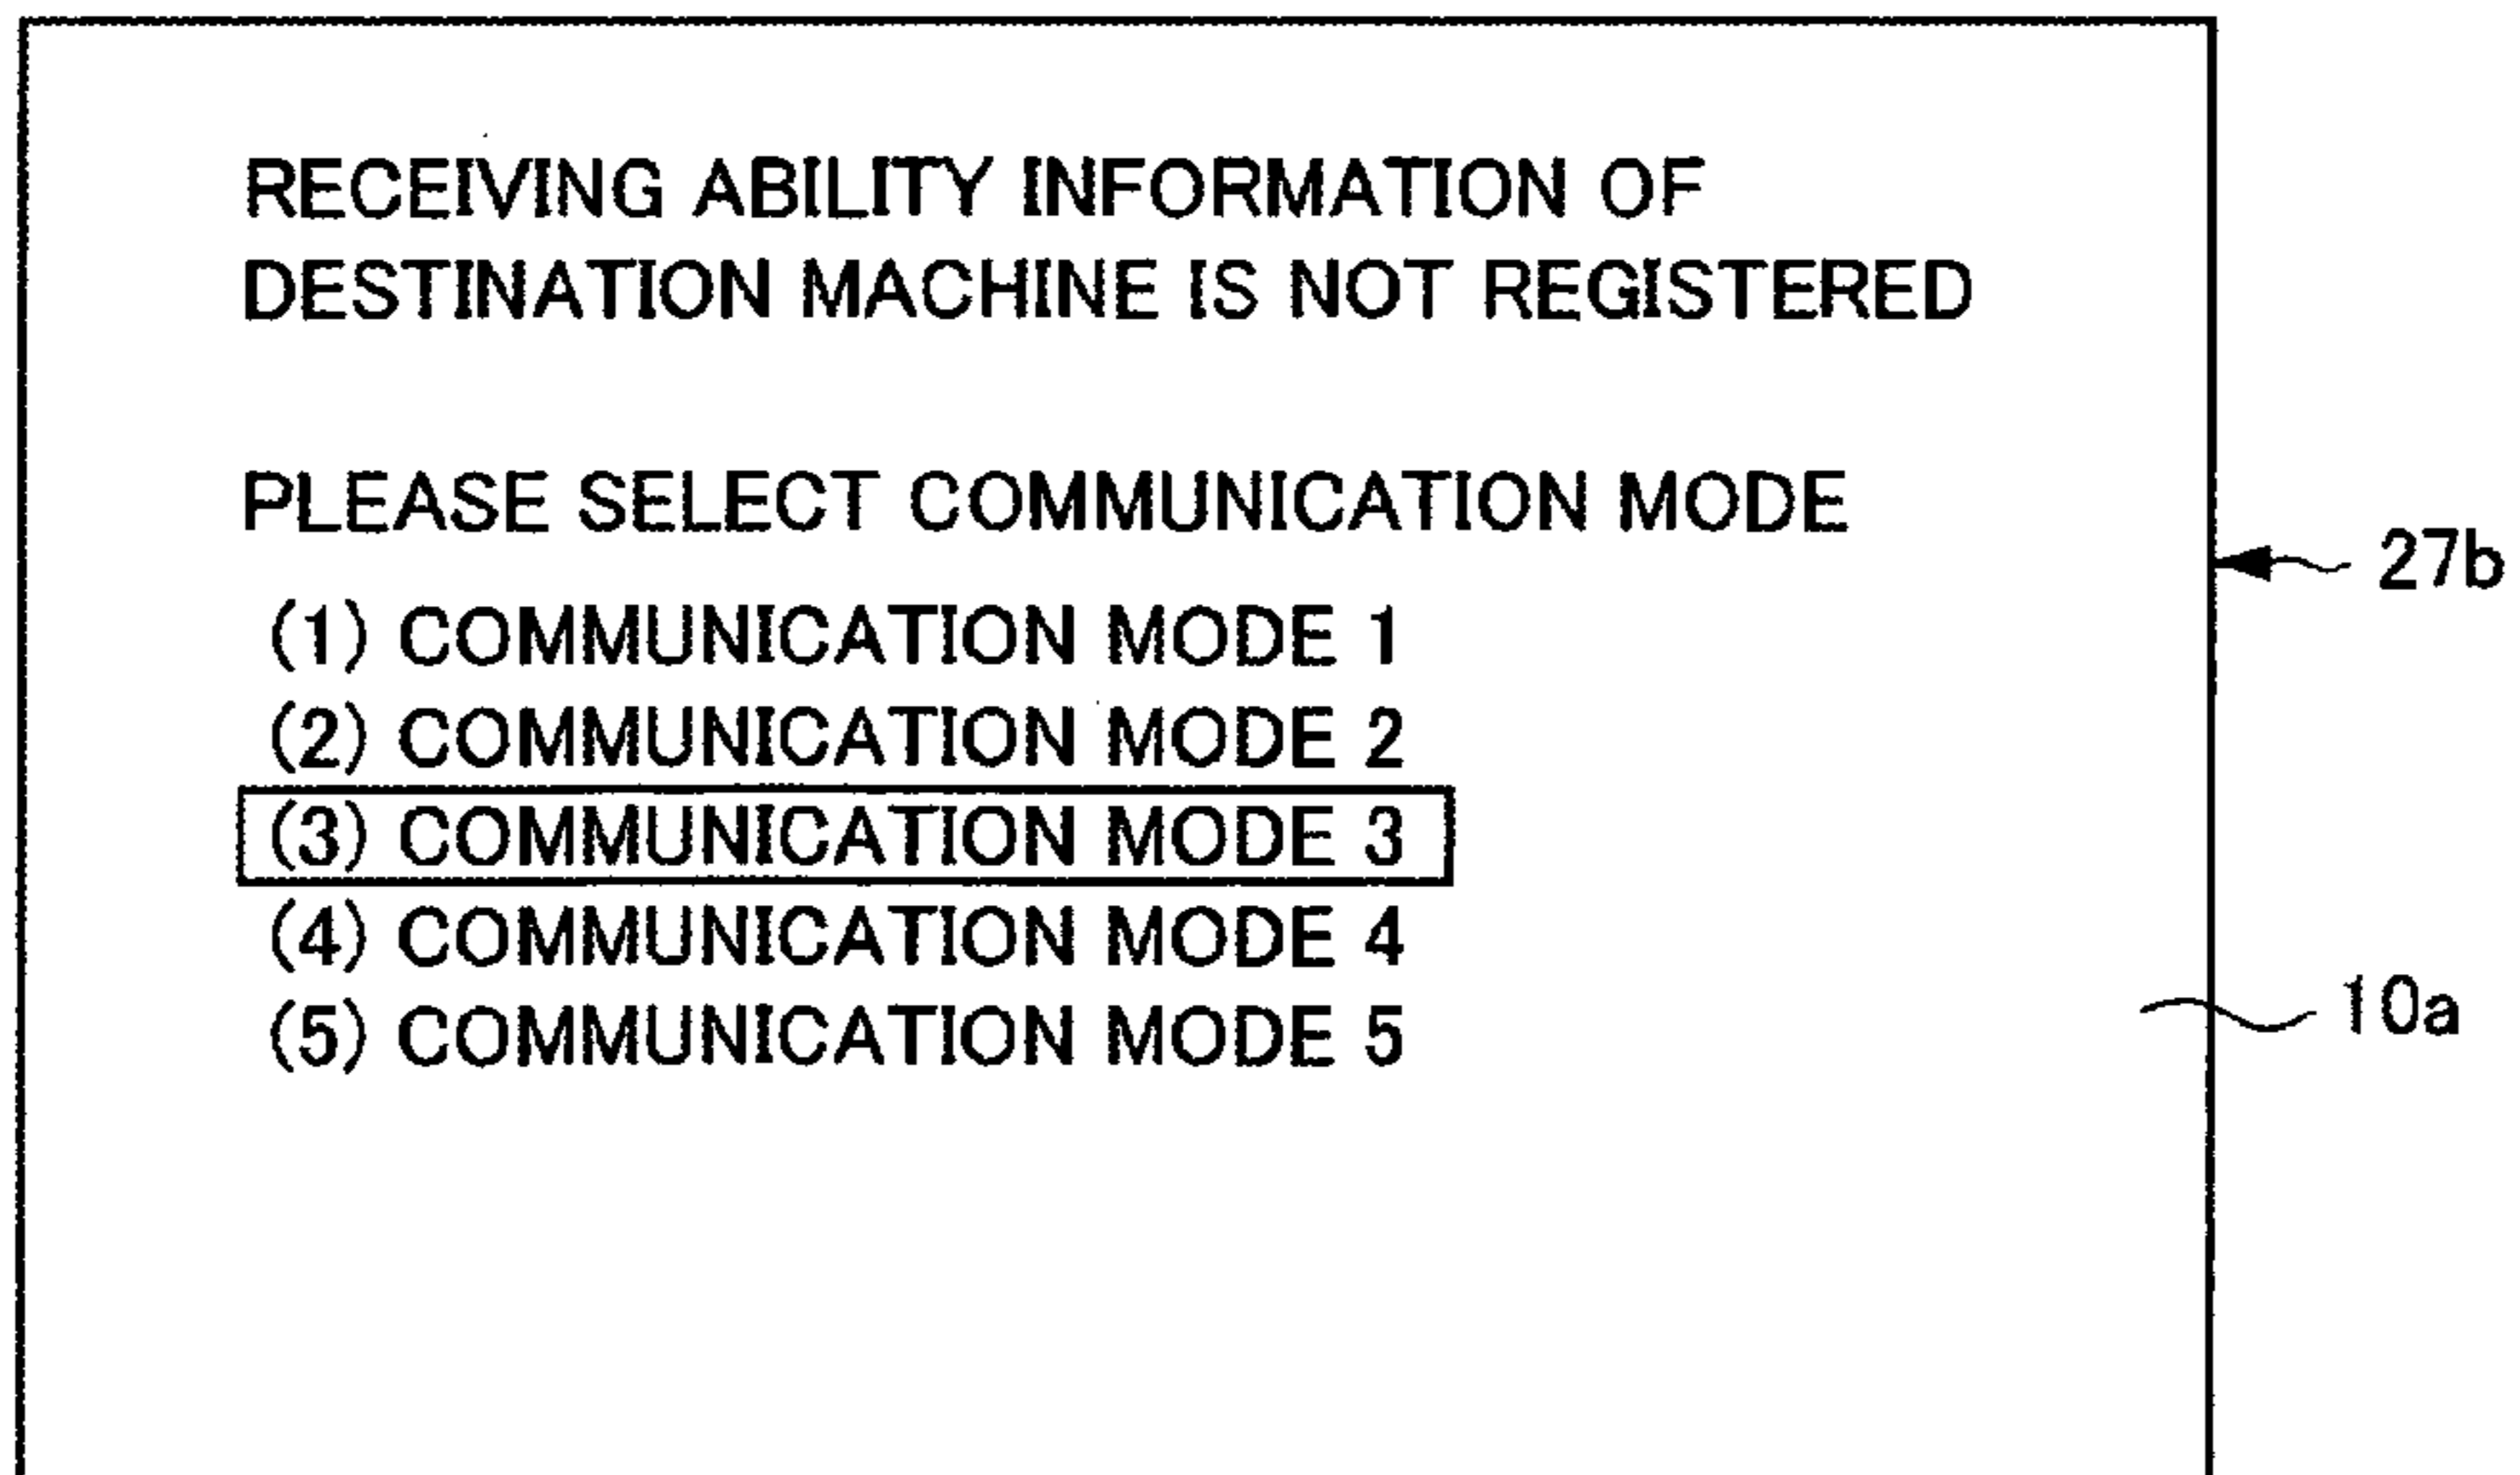 RECEIVING ABILITY INFORMATION OF
DESTINATION MACHINE IS NOT REGISTERED
PLEASE SELECT COMMUNICATION MODE
27b
(1) COMMUNICATION MODE 1
(2) COMMUNICATION MODE 2
(3) COMMUNICATION MODE 3
(4) COMMUNICATION MODE 4
10a
(5) COMMUNICATION MODE 5